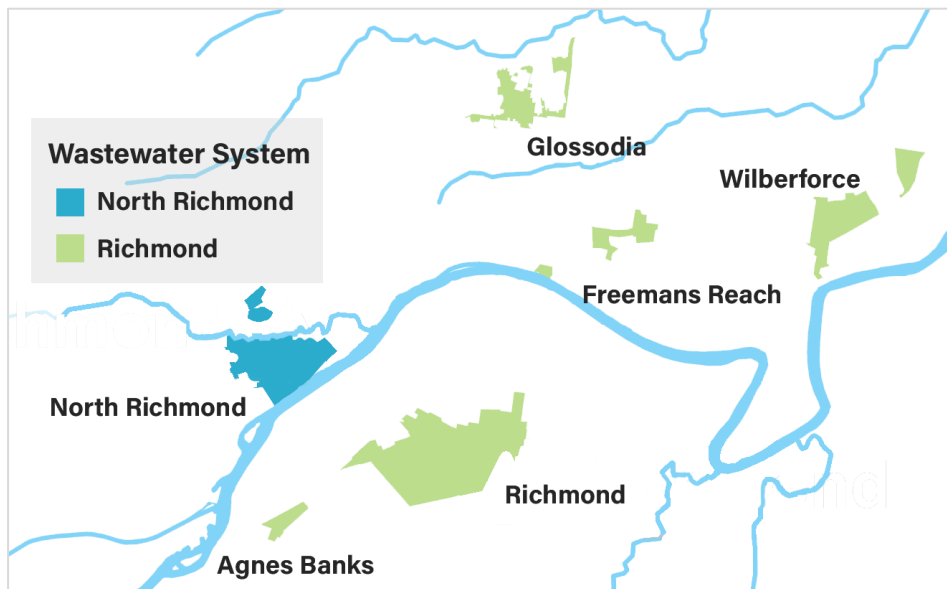 Glossodia
Wastewater System
Wilberforce
North Richmond
Richmond
Freemans Reach
North Richmond
Richmond
Agnes Banks